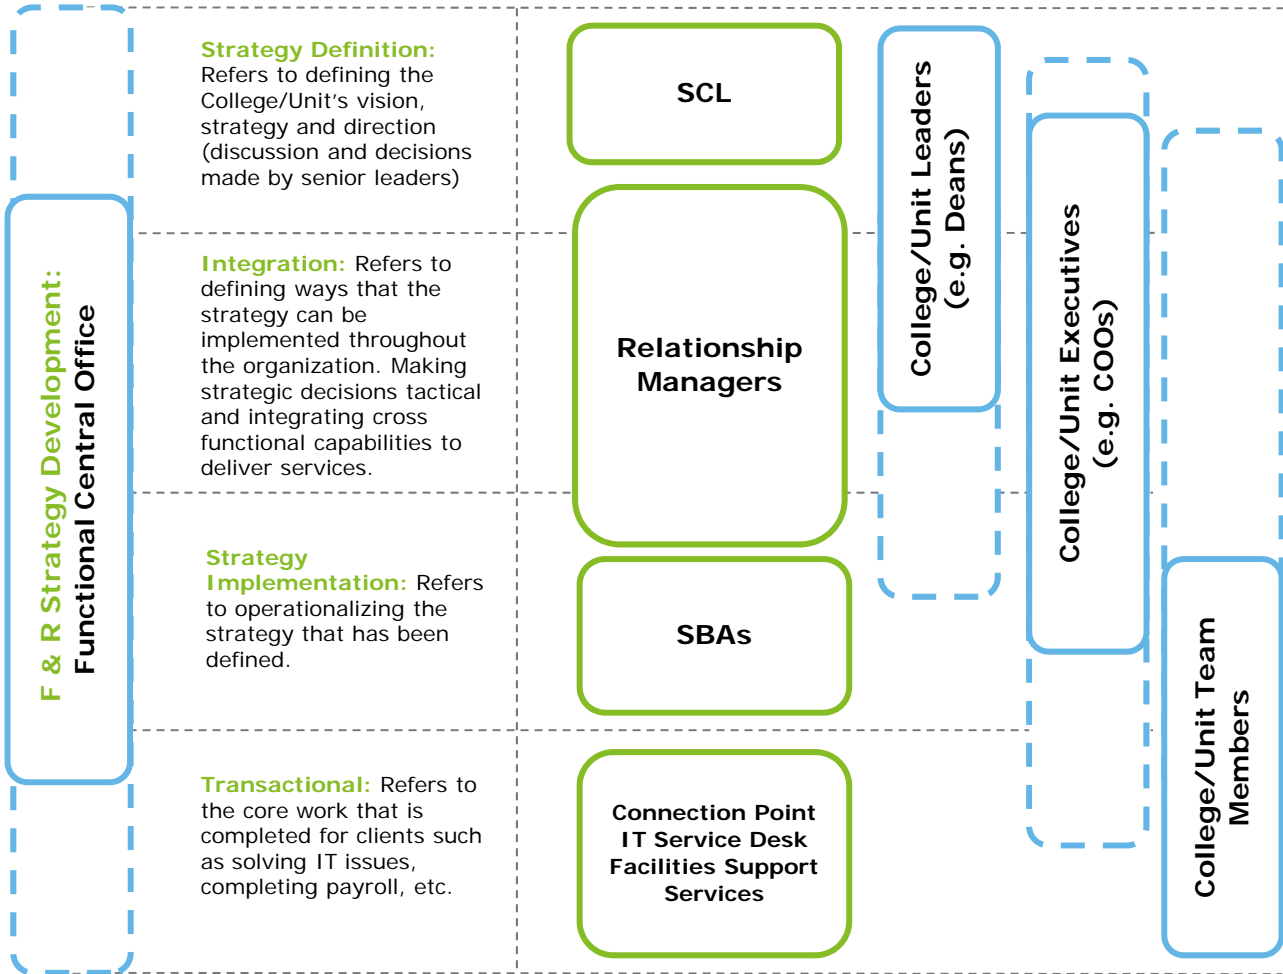 F & R Strategy Development:
Functional Central Office
Strategy Definition:
Refers to defining the
College/Unit's vision,
strategy and direction
(discussion and decisions
made by senior leaders)
Integration: Refers to
defining ways that the
strategy can be
implemented throughout
the organization. Making
strategic decisions tactical
and integrating cross
functional capabilities to
deliver services.
Strategy
Implementation: Refers
to operationalizing the
strategy that has been
defined.
Transactional: Refers to
the core work that is
completed for clients such
as solving IT issues,
completing payroll, etc.
SCL
Relationship
Managers
SBAs
Connection Point
IT Service Desk
Facilities Support
Services
College/Unit Leaders
(e.g. Deans)
College/Unit Executives
(e.g. COOs)
College/Unit Team
Members